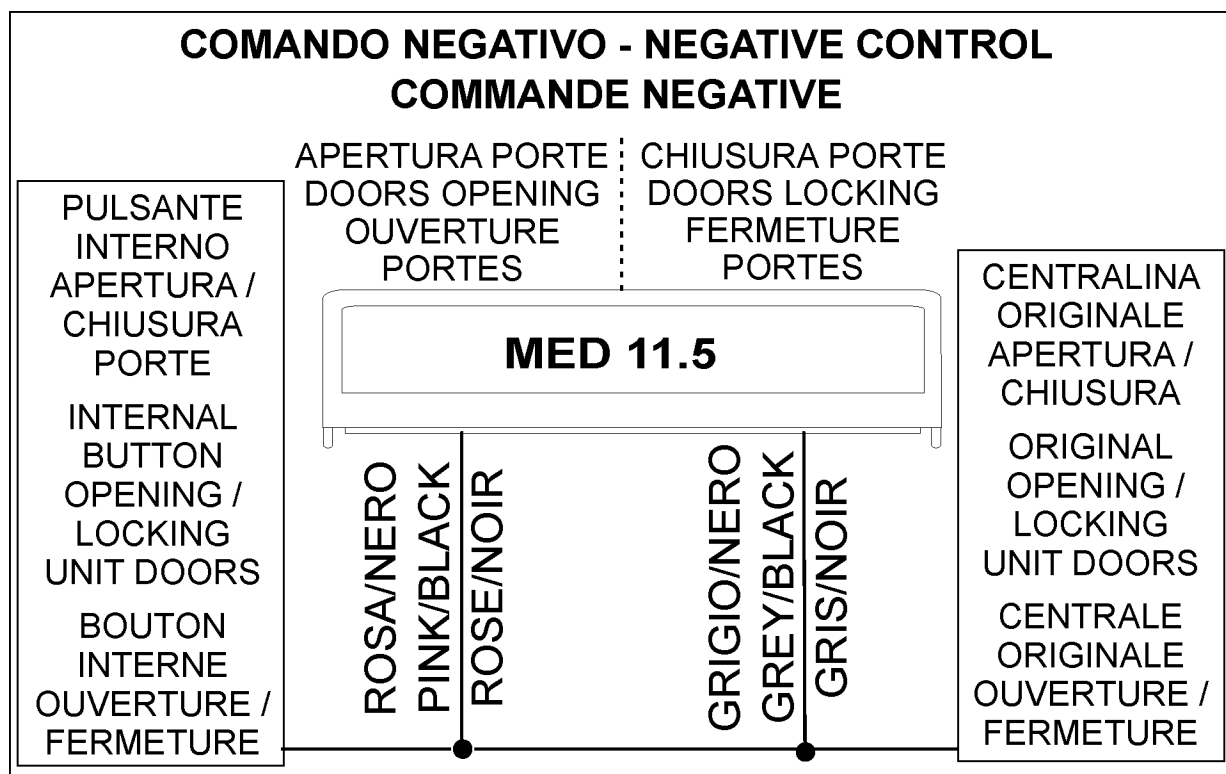 COMANDO NEGATIVO - NEGATIVE CONTROL
COMMANDE NEGATIVE
APERTURA PORTE
DOORS OPENING
OUVERTURE
PORTES
CHIUSURA PORTE
DOORS LOCKING
FERMETURE
PORTES
PULSANTE
INTERNO
APERTURA /
CHIUSURA
PORTE
INTERNAL
BUTTON
OPENING /
LOCKING
UNIT DOORS
BOUTON
INTERNE
OUVERTURE /
FERMETURE
MED 11.5
ROSA/NERO
PINK/BLACK
ROSE/NOIR
GRIGIO/NERO
GREY/BLACK
GRIS/NOIR
CENTRALINA
ORIGINALE
APERTURA /
CHIUSURA
ORIGINAL
OPENING /
LOCKING
UNIT DOORS
CENTRALE
ORIGINALE
OUVERTURE /
FERMETURE